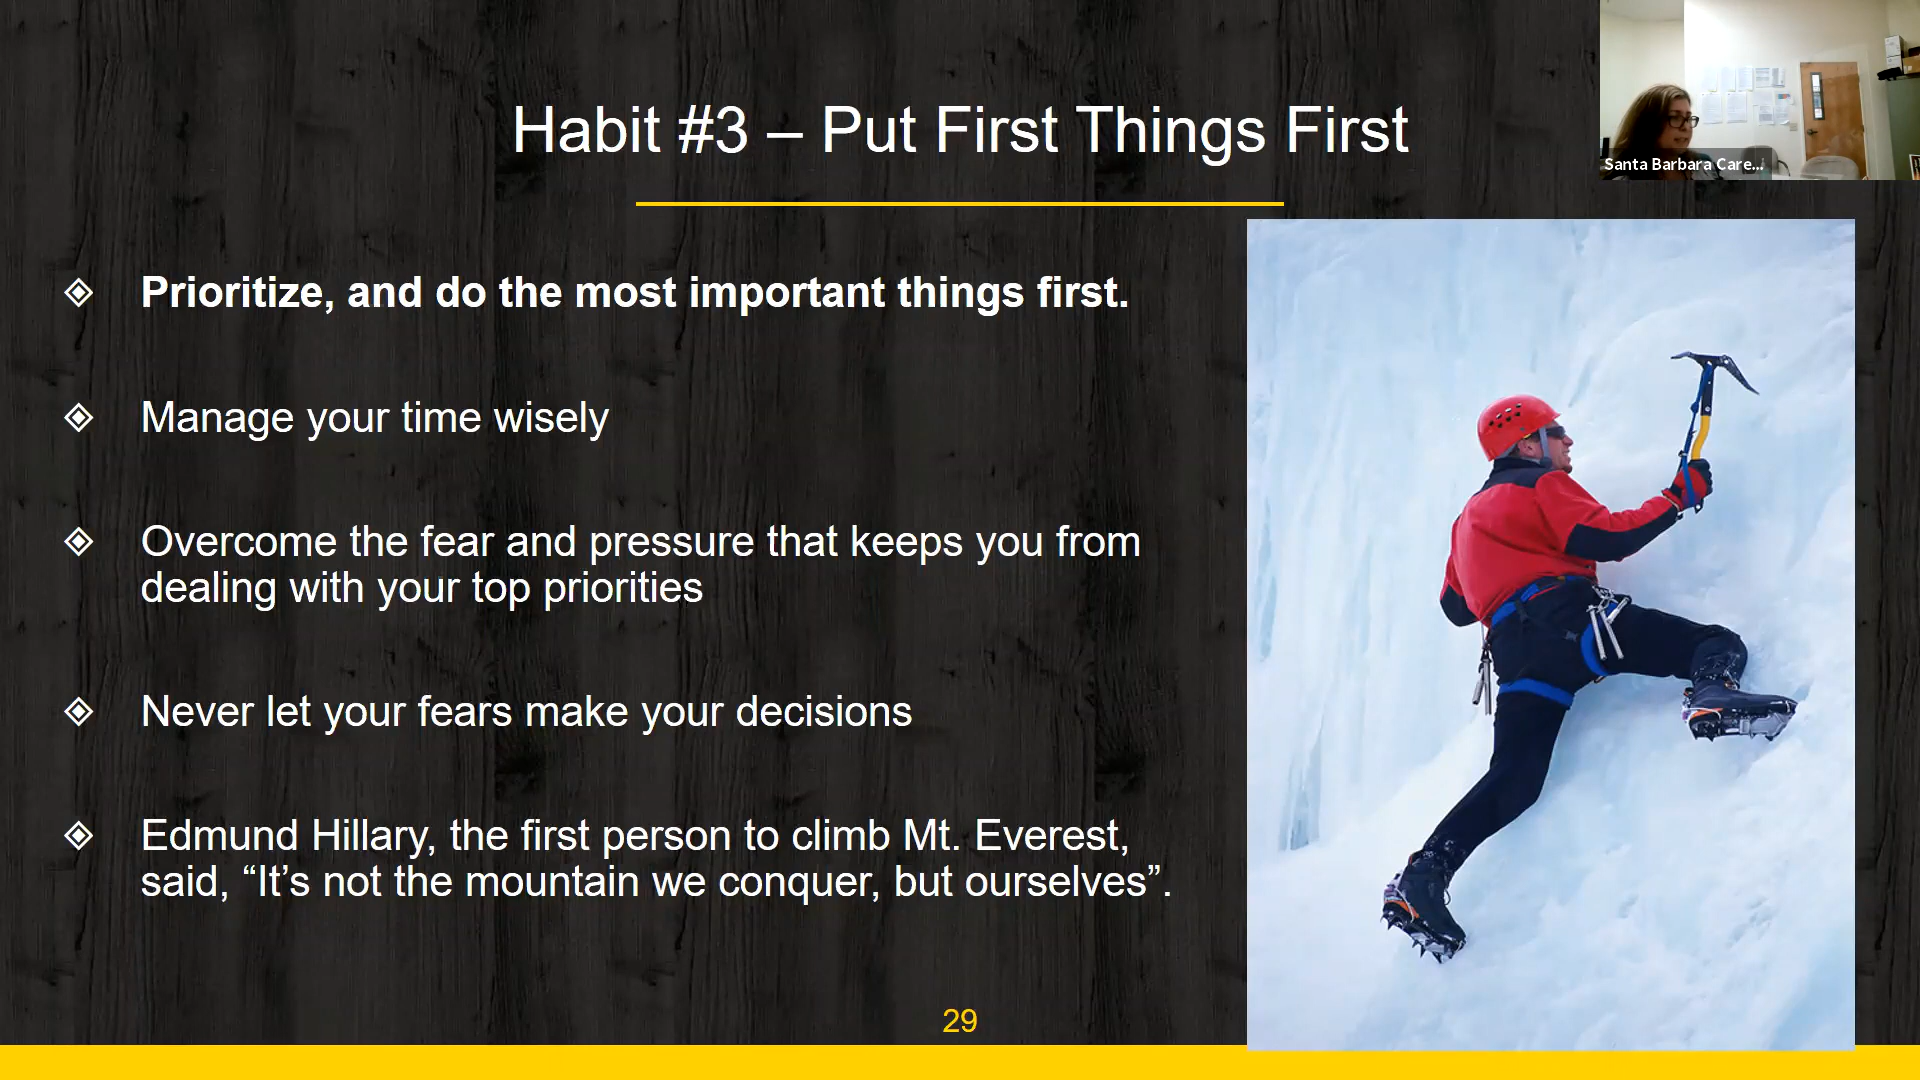 Habit #3 – Put First Things First
Santa Barbara Care...
Prioritize, and do the most important things first.
Manage your time wisely
Overcome the fear and pressure that keeps you from
dealing with your top priorities
Never let your fears make your decisions
Edmund Hillary, the first person to climb Mt. Everest,
said, “It’s not the mountain we conquer, but ourselves”.
29